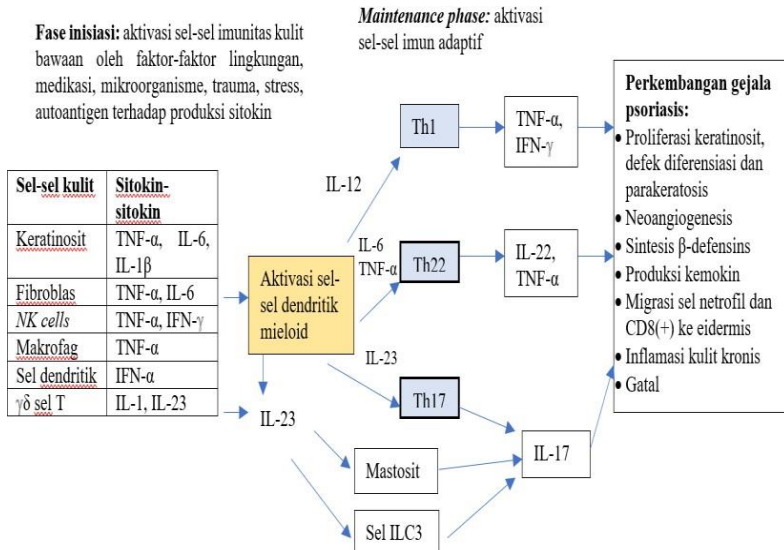 Fase inisiasi: aktivasi sel-sel imunitas kulit
bawaan oleh faktor-faktor lingkungan,
medikasi, mikroorganisme, trauma, stress,
autoantigen terhadap produksi sitokin
Maintenance phase: aktivasi
sel-sel imun adaptif
Sel-sel kulit
Sitokin-
sitokin
Keratinosit
TNF-α, IL-6,
IL-1β
Fibroblas
TNF-α, IL-6
NK cells
TNF-α, IFN-γ
Makrofag
TNF-α
Sel dendritik
IFN-α
γδ sel T
IL-1, IL-23
Aktivasi sel-
sel dendritik
mieloid
IL-23
IL-12
IL-6
TNF-α
IL-23
Th1
Th22
Th17
Mastosit
Sel ILC3
TNF-α,
IFN-γ
IL-22,
TNF-α
IL-17
Perkembangan gejala
psoriasis:
• Proliferasi keratinosit,
defek diferensiasi dan
parakeratosis
• Neoangiogenesis
• Sintesis β-defensins
• Produksi kemokin
• Migrasi sel netrofil dan
CD8(+) ke eidermis
• Inflamasi kulit kronis
• Gatal